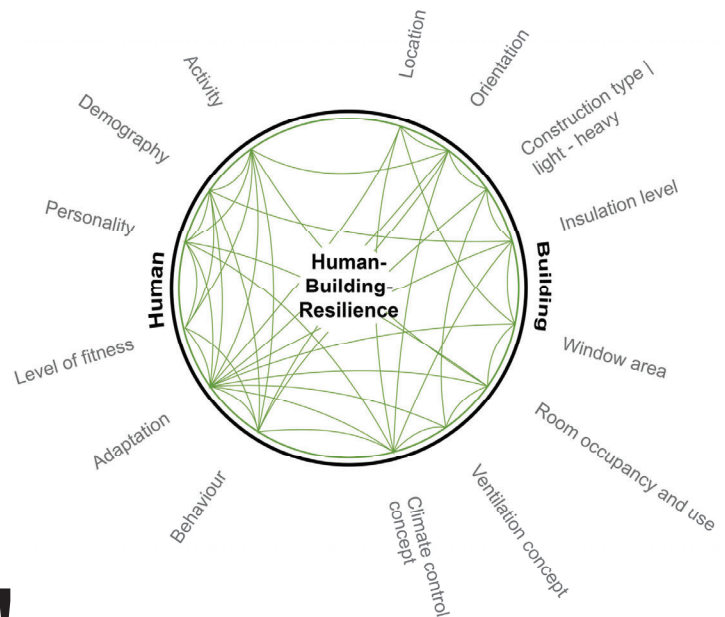 Location
Orientation
Construction type |
light - heavy
Insulation level
Window area
Room occupancy and use
Ventilation concept
Climate control
concept
Behaviour
Adaptation
Level of fitness
Personality
Demography
Activity
Human
Building
Human-
Building-
Resilience